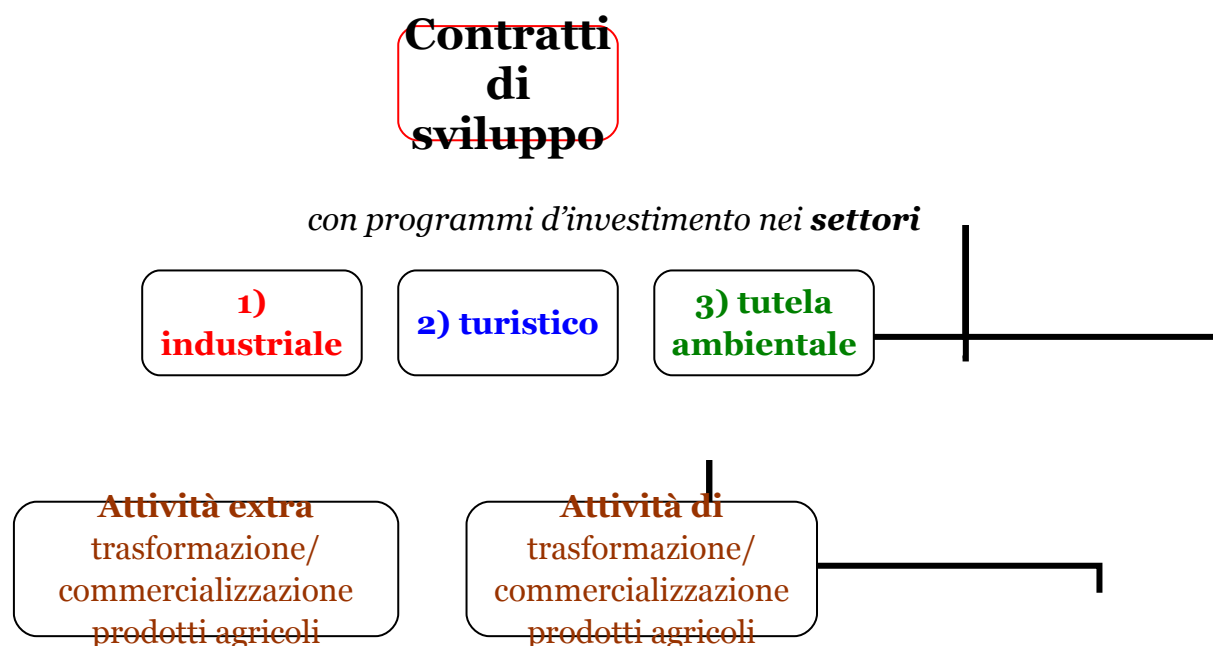 Contratti
di
sviluppo
con programmi d’investimento nei settori
1)
industriale
2) turistico
3) tutela
ambientale
Attività extra
trasformazione/
commercializzazione
prodotti agricoli
Attività di
trasformazione/
commercializzazione
prodotti agricoli